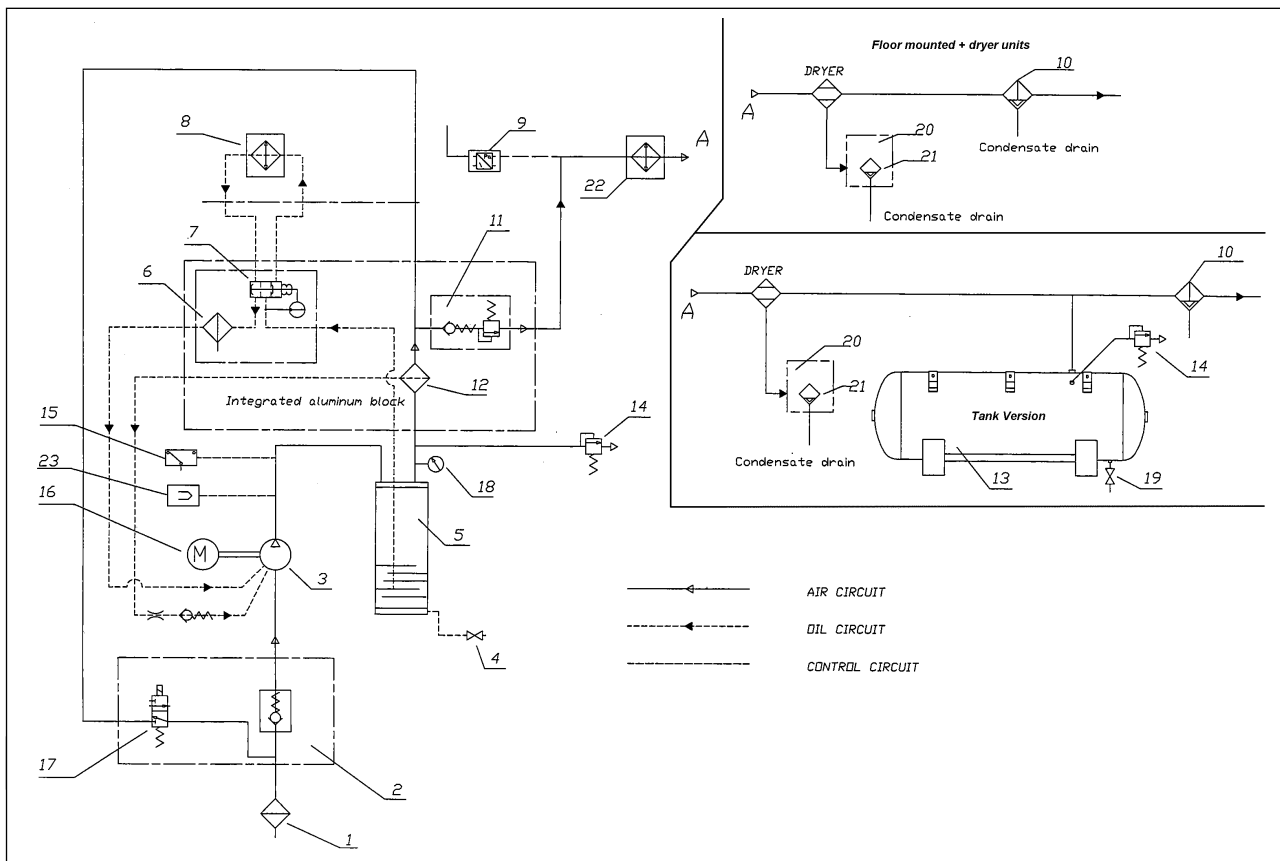 Floor mounted + dryer units
DRYER
10
A
20
21
Condensate drain
Condensate drain
8
9
A
22
7
11
6
12
Integrated aluminum block
15
14
23
18
16
M
5
3
4
17
2
1
DRYER
10
A
20
14
21
Tank Version
Condensate drain
13
19
AIR CIRCUIT
OIL CIRCUIT
CONTROL CIRCUIT